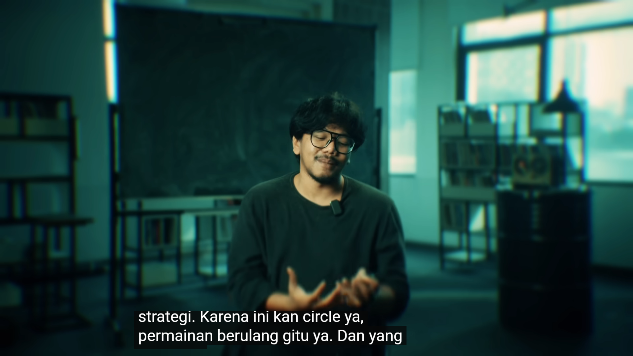 strategi. Karena ini kan circle ya,
permainan berulang gitu ya. Dan yang